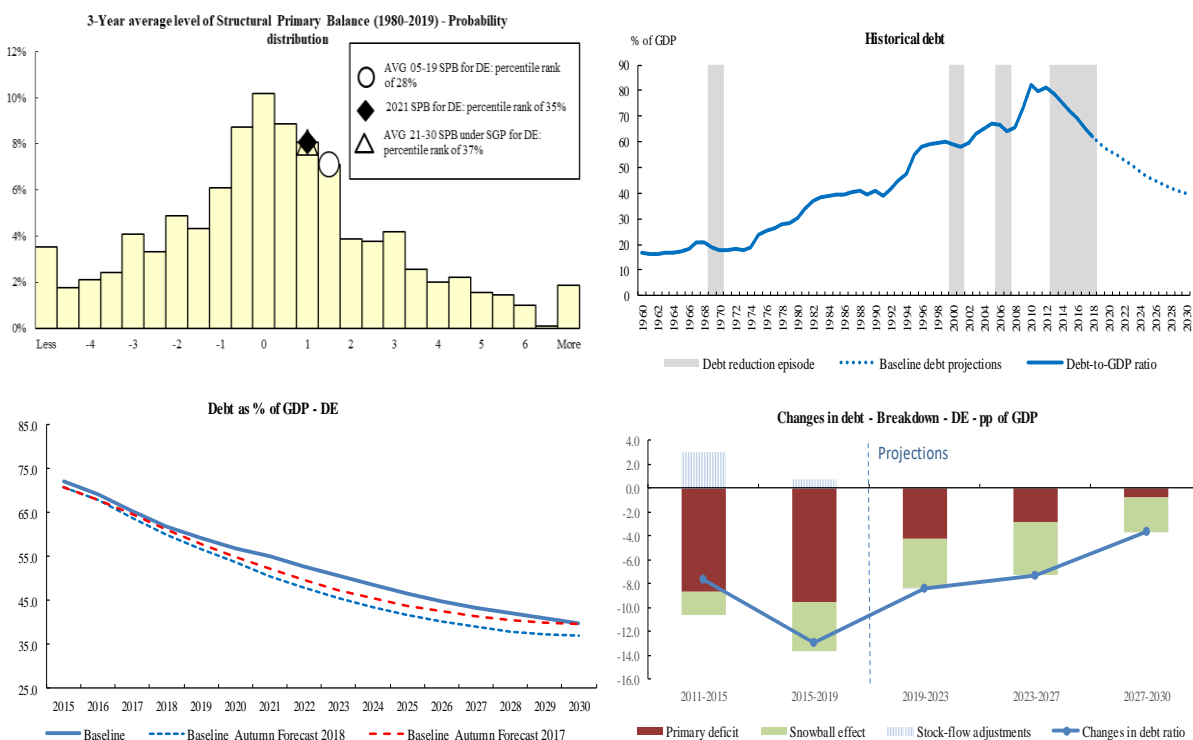 3-Year average level of Structural Primary Balance (1980-2019) - Probability
distribution
12%
10%
8%
6%
4%
2%
0%
AVG 05-19 SPB for DE: percentile rank
of 28%
2021 SPB for DE: percentile rank of 35%
AVG 21-30 SPB under SGP for DE:
percentile rank of 37%
Less -4 -3 -2 -1 0 1 2 3 4 5 6 More
% of GDP
Historical debt
90
80
70
60
50
40
30
20
10
0
1960 1962 1964 1966 1968 1970 1972 1974 1976 1978 1980 1982 1984 1986 1988 1990 1992 1994 1996 1998 2000 2002 2004 2006 2008 2010 2012 2014 2016 2018 2020 2022 2024 2026 2028 2030
Debt reduction episode Baseline debt projections Debt-to-GDP ratio
Debt as % of GDP - DE
85.0
75.0
65.0
55.0
45.0
35.0
25.0
2015 2016 2017 2018 2019 2020 2021 2022 2023 2024 2025 2026 2027 2028 2029 2030
Baseline Baseline Autumn Forecast 2018 Baseline Autumn Forecast 2017
Changes in debt - Breakdown - DE - pp of GDP
4.0
2.0
0.0
-2.0
-4.0
-6.0
-8.0
-10.0
-12.0
-14.0
-16.0
Projections
2011-2015 2015-2019 2019-2023 2023-2027 2027-2030
Primary deficit Snowball effect Stock-flow adjustments Changes in debt ratio